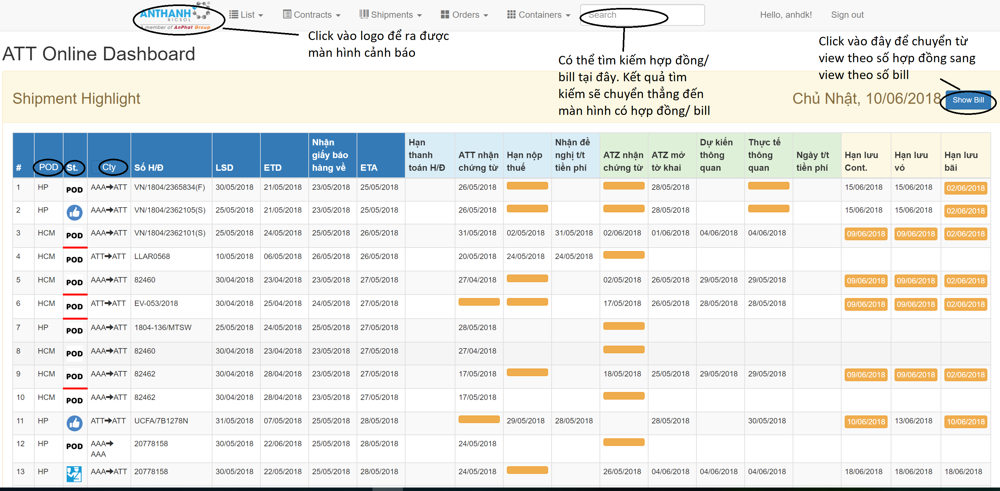 ANTHANH
BICSOL
A member of AnPhat Group
List
Contracts
Shipments
Orders
Containers
Search
Hello, anhdk!
Sign out
Click vào logo để ra được
màn hình cảnh báo
Có thể tìm kiếm hợp đồng/
bill tại đây. Kết quả tìm
kiếm sẽ chuyển thẳng đến
màn hình có hợp đồng/ bill
Click vào đây để chuyển từ
view theo số hợp đồng sang
view theo số bill
ATT Online Dashboard
Shipment Highlight
Chủ Nhật, 10/06/2018
Show Bill
# POD St. Cty Số H/Đ LSD ETD Nhận giấy báo hàng về ETA Hạn thanh toán H/Đ ATT nhận chứng từ Hạn nộp thuế Nhận đề nghị t/t tiền phí ATZ nhận chứng từ ATZ mở tờ khai Dự kiến thông quan Thực tế thông quan Ngày t/t tiền phí Hạn lưu Cont. Hạn lưu vỏ Hạn lưu bãi
1 HP POD AAA➔ATT VN/1804/2365834(F) 30/05/2018 21/05/2018 23/05/2018 25/05/2018 26/05/2018 28/05/2018 15/06/2018 15/06/2018 02/06/2018
2 HP AAA➔ATT VN/1804/2362105(S) 25/05/2018 21/05/2018 23/05/2018 25/05/2018 26/05/2018 28/05/2018 15/06/2018 15/06/2018 02/06/2018
3 HCM POD AAA➔ATT VN/1804/2362101(S) 25/05/2018 24/05/2018 25/05/2018 26/05/2018 31/05/2018 02/05/2018 31/05/2018 02/06/2018 01/06/2018 04/06/2018 04/06/2018 09/06/2018 09/06/2018 02/06/2018
4 HCM POD ATT➔ATT LLAR0568 10/05/2018 06/05/2018 26/05/2018 26/05/2018 20/05/2018 24/05/2018 24/05/2018
5 HCM POD AAA➔ATT 82460 30/04/2018 23/04/2018 23/05/2018 27/05/2018 27/04/2018 02/05/2018 26/05/2018 29/05/2018 29/05/2018 09/06/2018 09/06/2018 02/06/2018
6 HCM POD ATT➔ATT EV-053/2018 30/04/2018 25/04/2018 24/05/2018 27/05/2018 17/05/2018 26/05/2018 28/05/2018 28/05/2018 09/06/2018 09/06/2018 02/06/2018
7 HP POD AAA➔ATT 1804-136/MTSW 25/05/2018 24/05/2018 25/05/2018 27/05/2018 28/05/2018
8 HCM POD AAA➔ATT 82460 30/04/2018 23/04/2018 23/05/2018 27/05/2018 27/04/2018
9 HCM POD AAA➔ATT 82462 30/04/2018 28/04/2018 23/05/2018 27/05/2018 17/05/2018 18/05/2018 25/05/2018 29/05/2018 29/05/2018 09/06/2018 09/06/2018 02/06/2018
10 HCM POD AAA➔ATT 82462 30/04/2018 28/04/2018 23/05/2018 27/05/2018 17/05/2018
11 HP ATT➔ATT UCFA/7B1278N 31/05/2018 07/05/2018 25/05/2018 28/05/2018 29/05/2018 28/05/2018 28/05/2018 30/05/2018 10/06/2018 13/06/2018 10/06/2018
12 HP POD AAA➔AAA 20778158 30/05/2018 22/06/2018 25/05/2018 28/05/2018 24/05/2018
13 HP AAA➔ATT 20778158 30/05/2018 22/05/2018 25/05/2018 28/05/2018 24/05/2018 26/05/2018 04/06/2018 04/06/2018 04/06/2018 18/06/2018 18/06/2018 18/06/2018